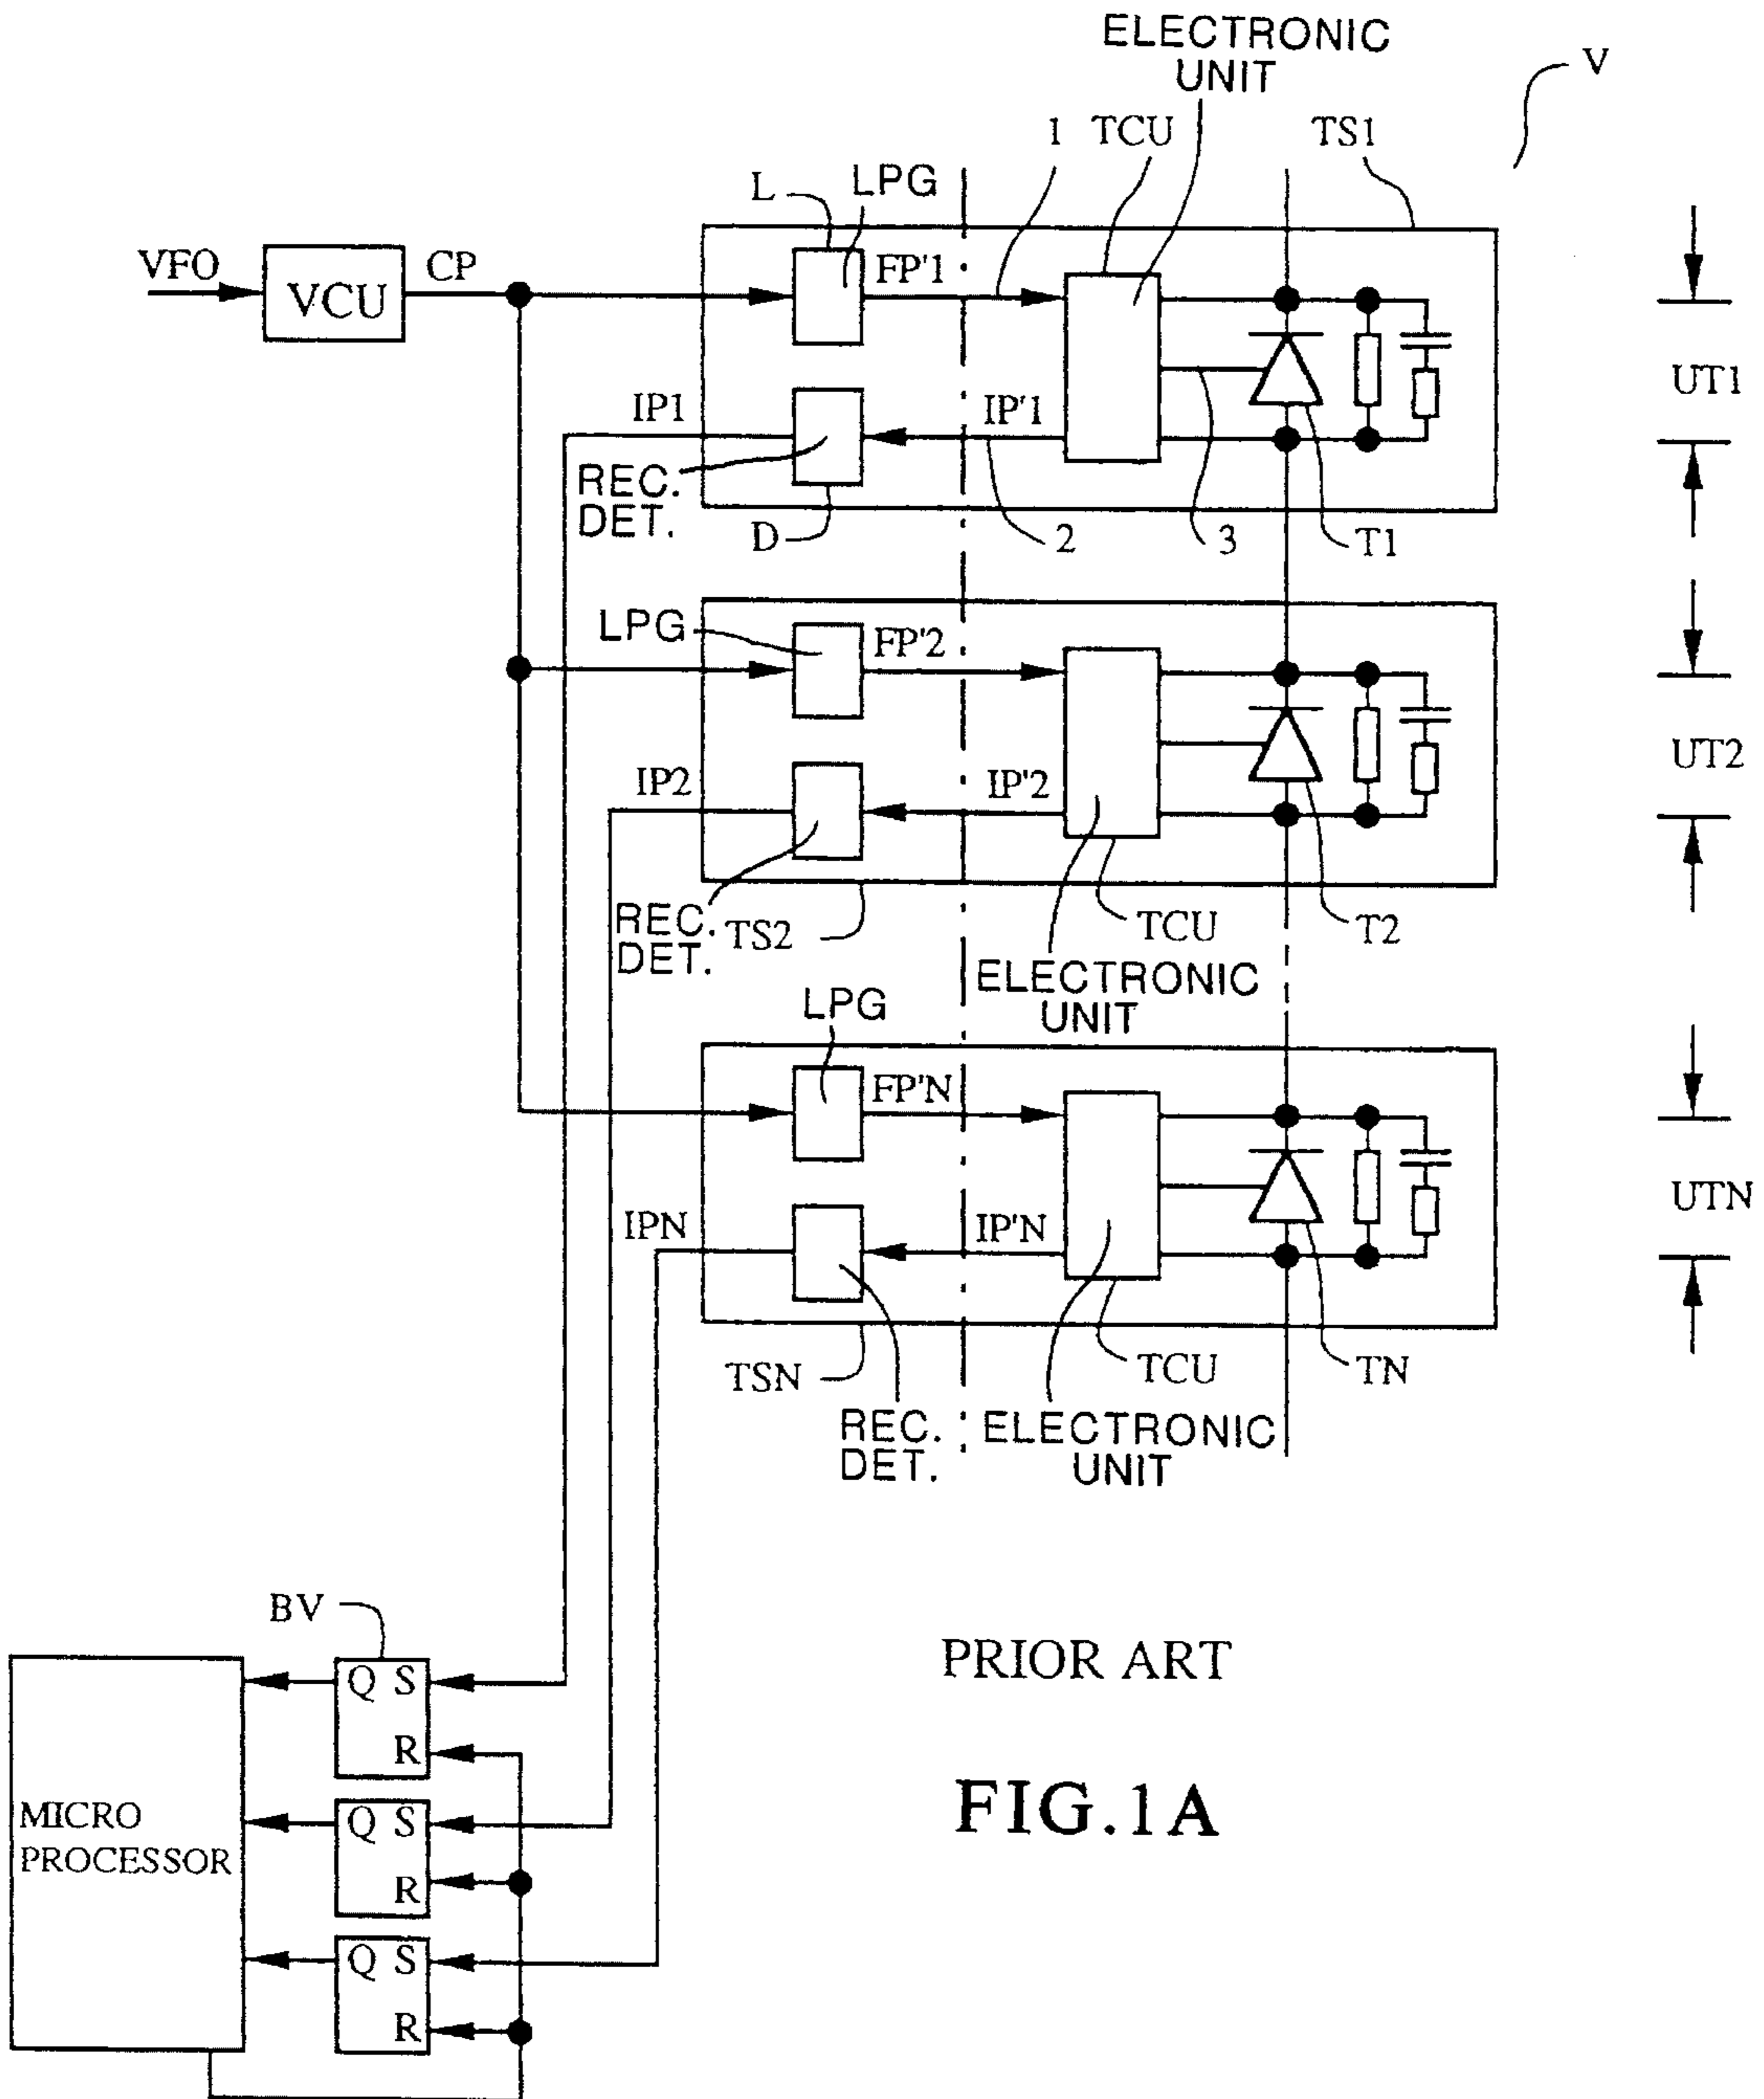 ELECTRONIC
UNIT
V
1
TCU
TS1
L
LPG
VFO
VCU
CP
FP'1
UT1
IP1
IP'1
REC.
DET.
D
2
3
T1
LPG
FP'2
UT2
IP2
IP'2
REC.
DET.
TS2
TCU
T2
ELECTRONIC
UNIT
LPG
FP'N
UTN
IPN
IP'N
TSN
TCU
TN
REC.
DET.
ELECTRONIC
UNIT
BV
Q S
R
MICRO
PROCESSOR
Q S
R
Q S
R
PRIOR ART
FIG.1A